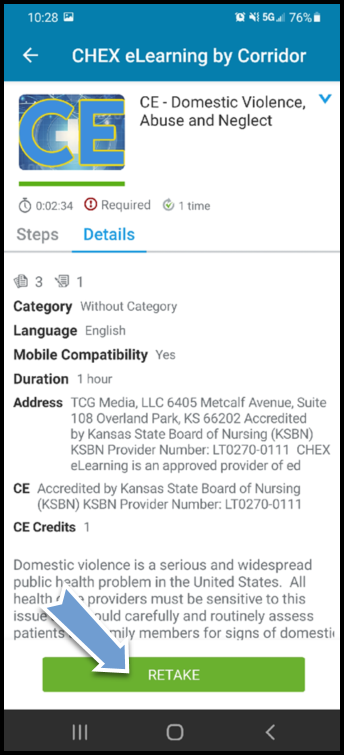 10:28 5G 76%
CHEX eLearning by Corridor
CE
CE - Domestic Violence,
Abuse and Neglect
0:02:34 Required 1 time
Steps Details
3 1
Category Without Category
Language English
Mobile Compatibility Yes
Duration 1 hour
Address TCG Media, LLC 6405 Metcalf Avenue, Suite
108 Overland Park, KS 66202 Accredited
by Kansas State Board of Nursing (KSBN)
KSBN Provider Number: LT0270-0111 CHEX
eLearning is an approved provider of ed
CE Accredited by Kansas State Board of Nursing
(KSBN) KSBN Provider Number: LT0270-0111
CE Credits 1
Domestic violence is a serious and widespread
public health problem in the United States. All
health providers must be sensitive to this
issue carefully and routinely assess
patients members for signs of domesti
RETAKE